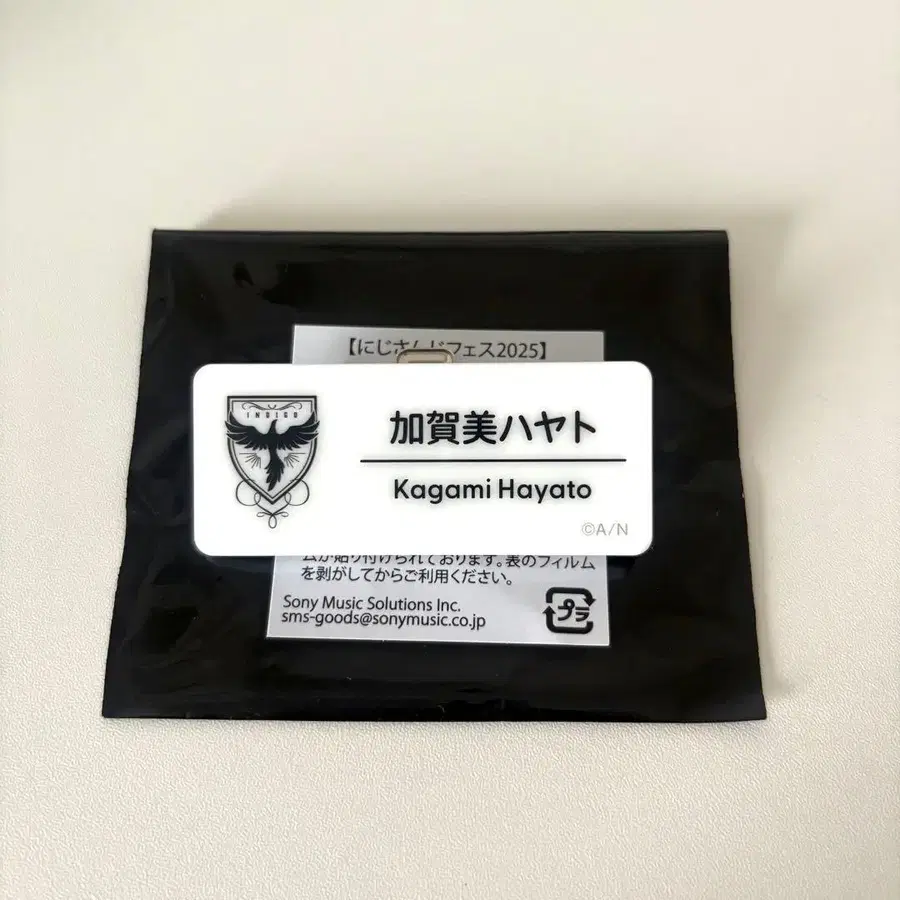 【にじさんじフェス2025】
INDIGO
加賀美ハヤト
Kagami Hayato
©A/N
ムが貼り付けられております。表のフィルム
を剥がしてからご利用ください。
Sony Music Solutions Inc.
sms-goods@sonymusic.co.jp
プラ